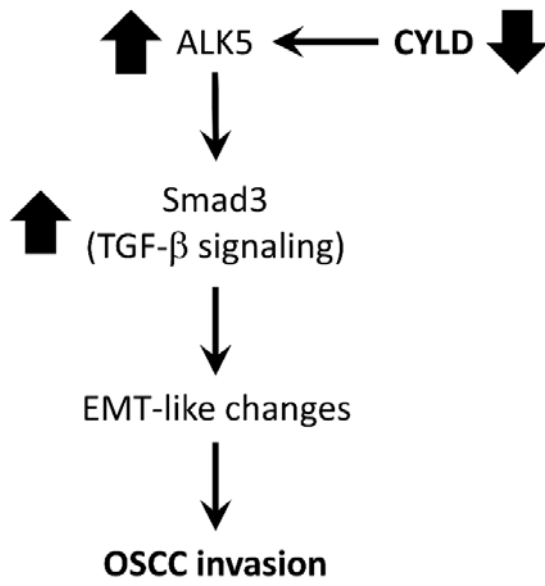 ALK5 CYLD
Smad3
(TGF-β signaling)
EMT-like changes
OSCC invasion